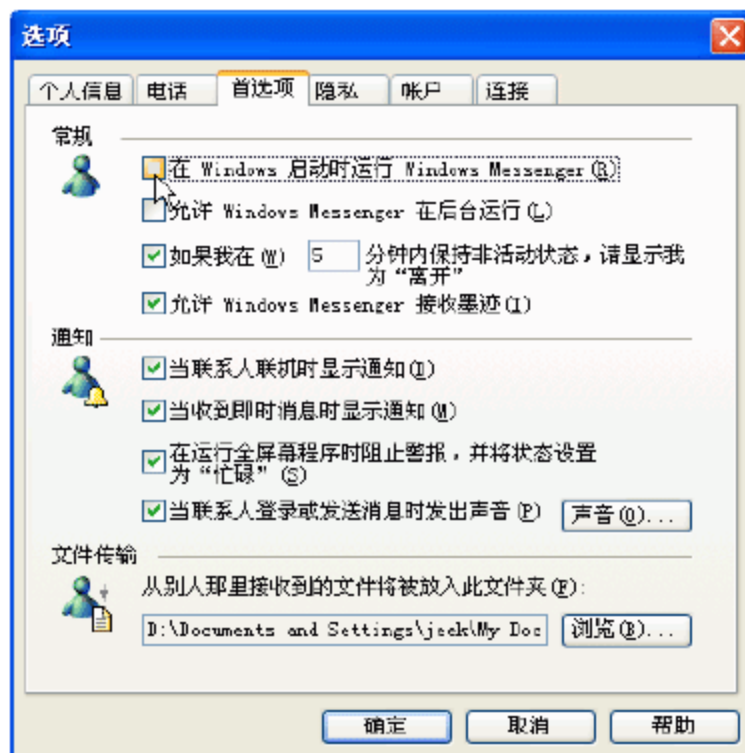 选项
个人信息 电话 首选项 隐私 帐户 连接
常规
在 Windows 启动时运行 Windows Messenger (R)
允许 Windows Messenger 在后台运行(L)
如果我在(W) 5 分钟内保持非活动状态，请显示我
为“离开”
允许 Windows Messenger 接收墨迹(I)
通知
当联系人联机时显示通知(D)
当收到即时消息时显示通知(M)
在运行全屏幕程序时阻止警报，并将状态设置
为“忙碌” (S)
当联系人登录或发送消息时发出声音(P) 声音(O)...
文件传输
从别人那里接收到的文件将被放入此文件夹(F):
D:\Documents and Settings\jeek\My Doc 浏览(B)...
确定 取消 帮助